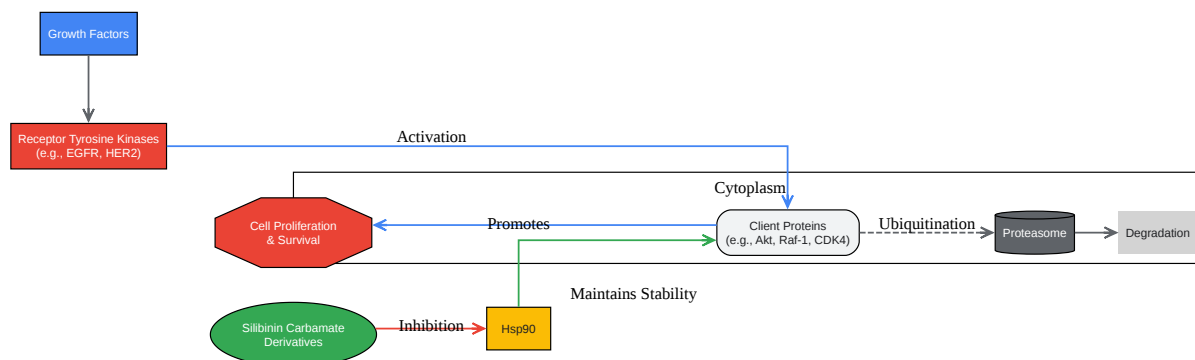 Growth Factors
Receptor Tyrosine Kinases
(e.g., EGFR, HER2)
Activation
Cytoplasm
Cell Proliferation
& Survival
Promotes
Client Proteins
(e.g., Akt, Raf-1, CDK4)
Ubiquitination
Proteasome
Degradation
Maintains Stability
Silibinin Carbamate
Derivatives
Inhibition
Hsp90